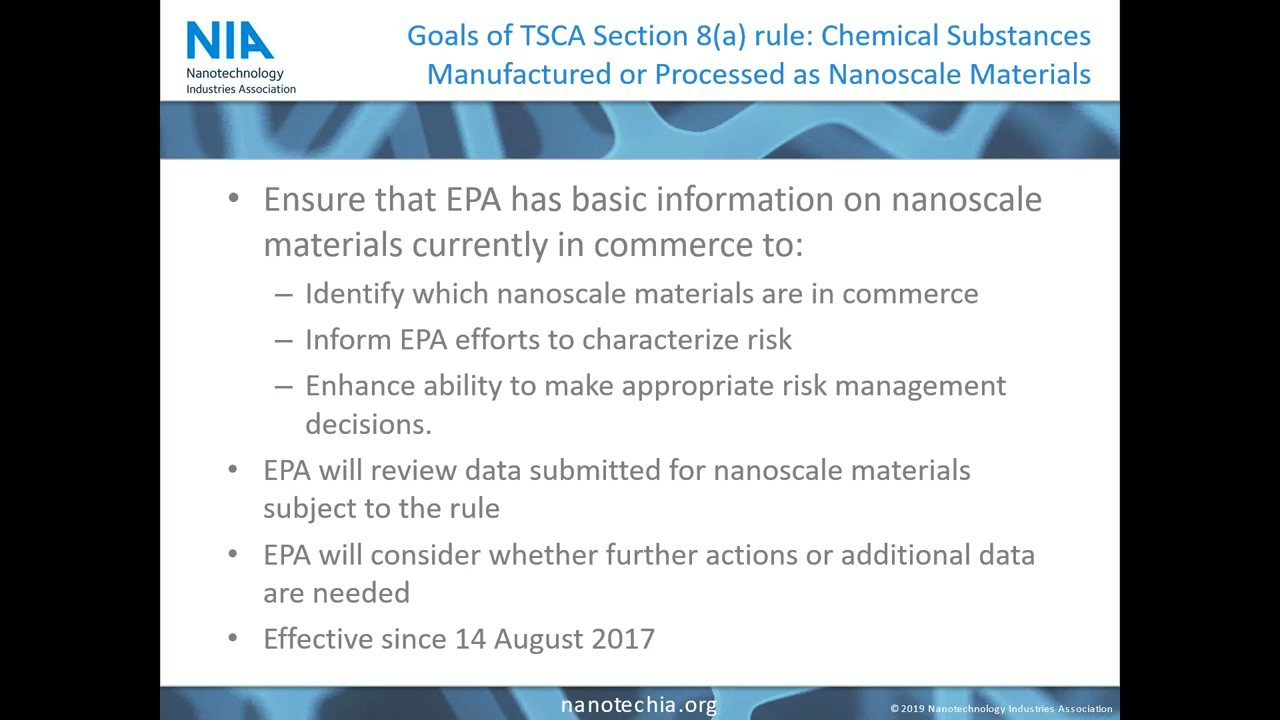 NIA
Nanotechnology
Industries Association
Goals of TSCA Section 8(a) rule: Chemical Substances
Manufactured or Processed as Nanoscale Materials
• Ensure that EPA has basic information on nanoscale
materials currently in commerce to:
– Identify which nanoscale materials are in commerce
– Inform EPA efforts to characterize risk
– Enhance ability to make appropriate risk management
decisions.
• EPA will review data submitted for nanoscale materials
subject to the rule
• EPA will consider whether further actions or additional data
are needed
• Effective since 14 August 2017
nanotechia.org
© 2019 Nanotechnology Industries Association